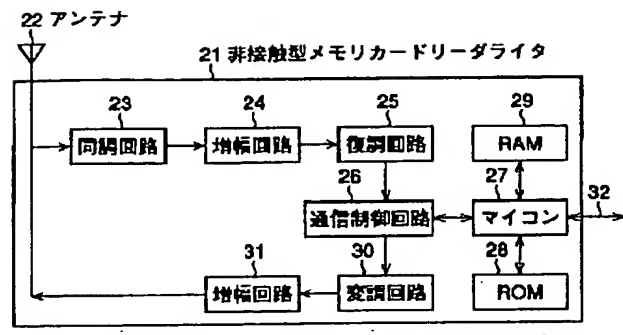 22 アンテナ
21 非接触型メモリカードリーダライタ
23
24
25
29
同調回路
増幅回路
復調回路
RAM
26
27
通信制御回路
マイコン
32
31
30
28
増幅回路
変調回路
ROM